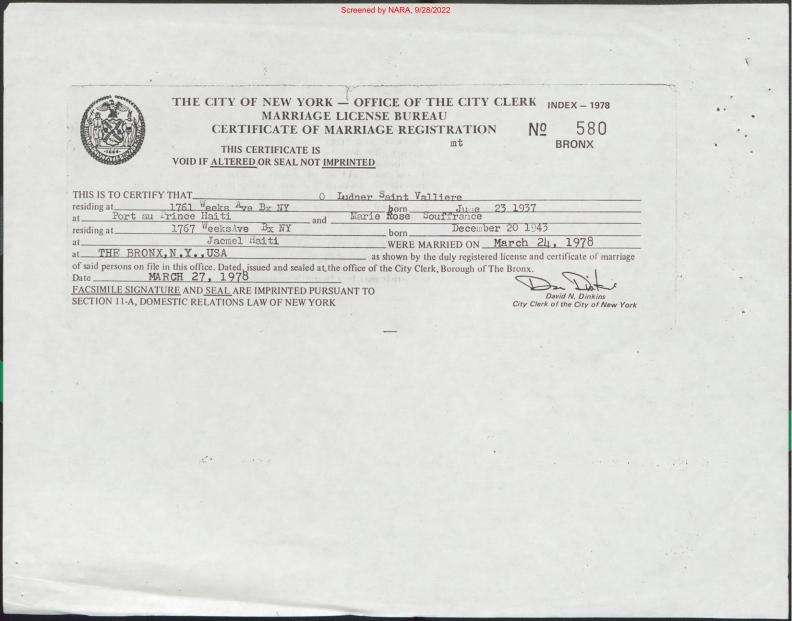 Screened by NARA, 9/28/2022
THE CITY OF NEW YORK — OFFICE OF THE CITY CLERK INDEX – 1978
MARRIAGE LICENSE BUREAU
CERTIFICATE OF MARRIAGE REGISTRATION No 580
mt BRONX
THIS CERTIFICATE IS
VOID IF ALTERED OR SEAL NOT IMPRINTED
THIS IS TO CERTIFY THAT O Ludner Saint Valliere
residing at 1761 Weeks Ave Bx NY born June 23 1937
at Port au Prince Haiti and Marie Rose Souffrance
residing at 1767 WeeksAve Bx NY born December 20 1943
at Jacmel Haiti WERE MARRIED ON March 24, 1978
at THE BRONX,N.Y.,USA as shown by the duly registered license and certificate of marriage
of said persons on file in this office. Dated, issued and sealed at the office of the City Clerk, Borough of The Bronx.
Date MARCH 27, 1978
FACSIMILE SIGNATURE AND SEAL ARE IMPRINTED PURSUANT TO
SECTION 11-A, DOMESTIC RELATIONS LAW OF NEW YORK
David N. Dinkins
City Clerk of the City of New York